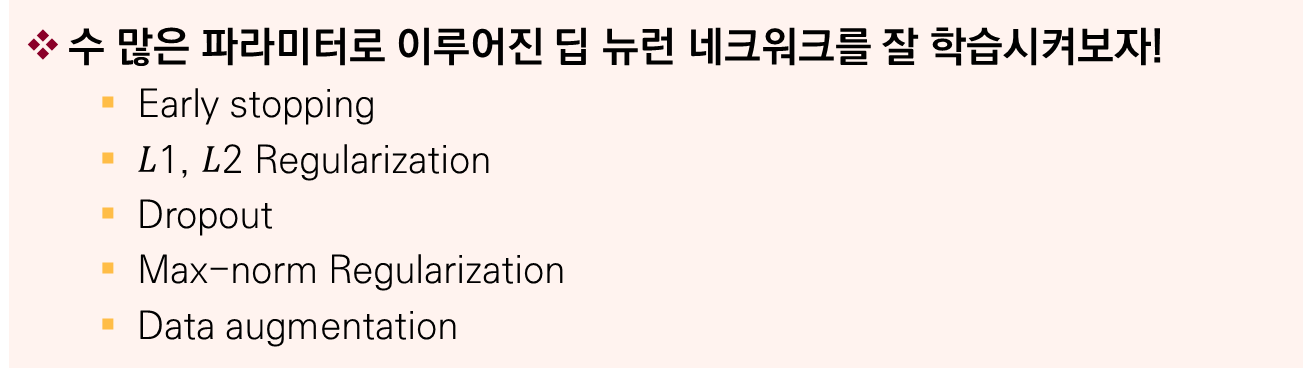 ❖ 수 많은 파라미터로 이루어진 딥 뉴런 네크워크를 잘 학습시켜보자!
▪ Early stopping
▪ L1, L2 Regularization
▪ Dropout
▪ Max-norm Regularization
▪ Data augmentation